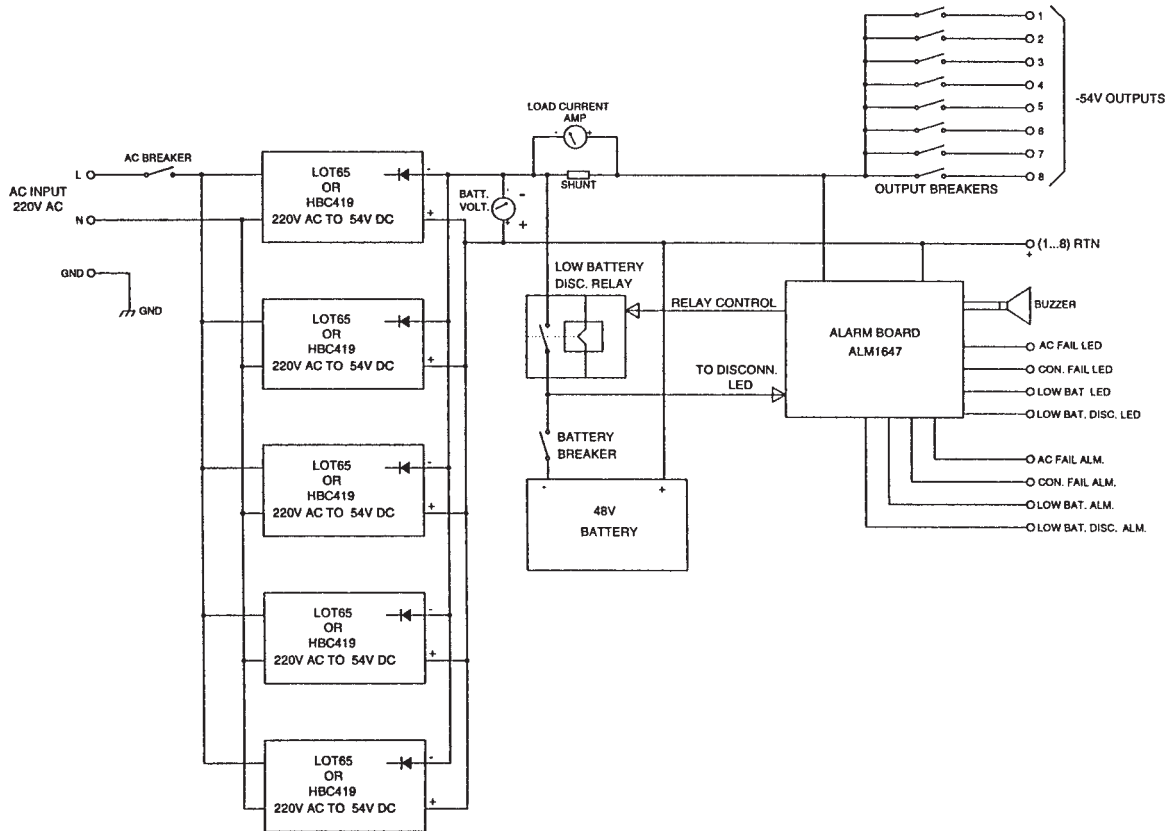 1
2
3
4
5
6
7
8
-54V OUTPUTS
OUTPUT BREAKERS
LOAD CURRENT
AMP
- +
SHUNT
AC BREAKER
L
AC INPUT
220V AC
N
GND
GND
LOT65
OR
HBC419
220V AC TO 54V DC
-
+
BATT.
VOLT.
-
+
(1...8) RTN
+
LOW BATTERY
DISC. RELAY
RELAY CONTROL
ALARM BOARD
ALM1647
BUZZER
AC FAIL LED
CON. FAIL LED
LOW BAT. LED
LOW BAT. DISC. LED
TO DISCONN.
LED
AC FAIL ALM.
CON. FAIL ALM.
LOW BAT. ALM.
LOW BAT. DISC. ALM.
BATTERY
BREAKER
- +
48V
BATTERY
LOT65
OR
HBC419
220V AC TO 54V DC
-
+
LOT65
OR
HBC419
220V AC TO 54V DC
-
+
LOT65
OR
HBC419
220V AC TO 54V DC
-
+
LOT65
OR
HBC419
220V AC TO 54V DC
-
+